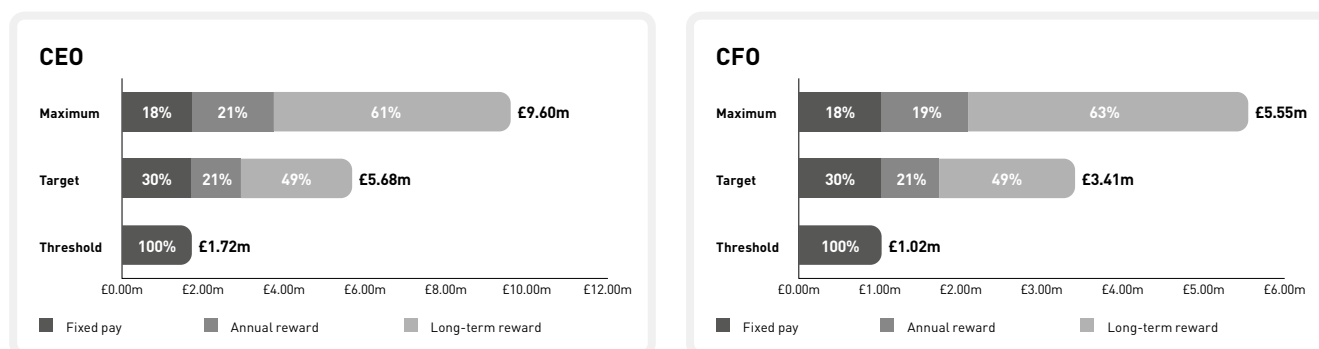 CEO
Maximum 18% 21% 61% £9.60m
Target 30% 21% 49% £5.68m
Threshold 100% £1.72m
£0.00m £2.00m £4.00m £6.00m £8.00m £10.00m £12.00m
Fixed pay Annual reward Long-term reward
CFO
Maximum 18% 19% 63% £5.55m
Target 30% 21% 49% £3.41m
Threshold 100% £1.02m
£0.00m £1.00m £2.00m £3.00m £4.00m £5.00m £6.00m
Fixed pay Annual reward Long-term reward